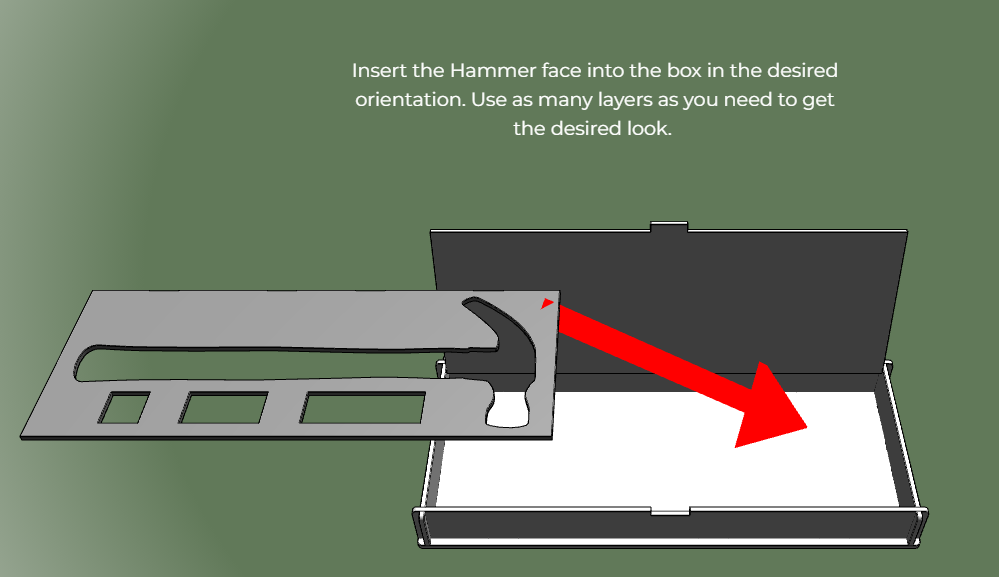 Insert the Hammer face into the box in the desired
orientation. Use as many layers as you need to get
the desired look.